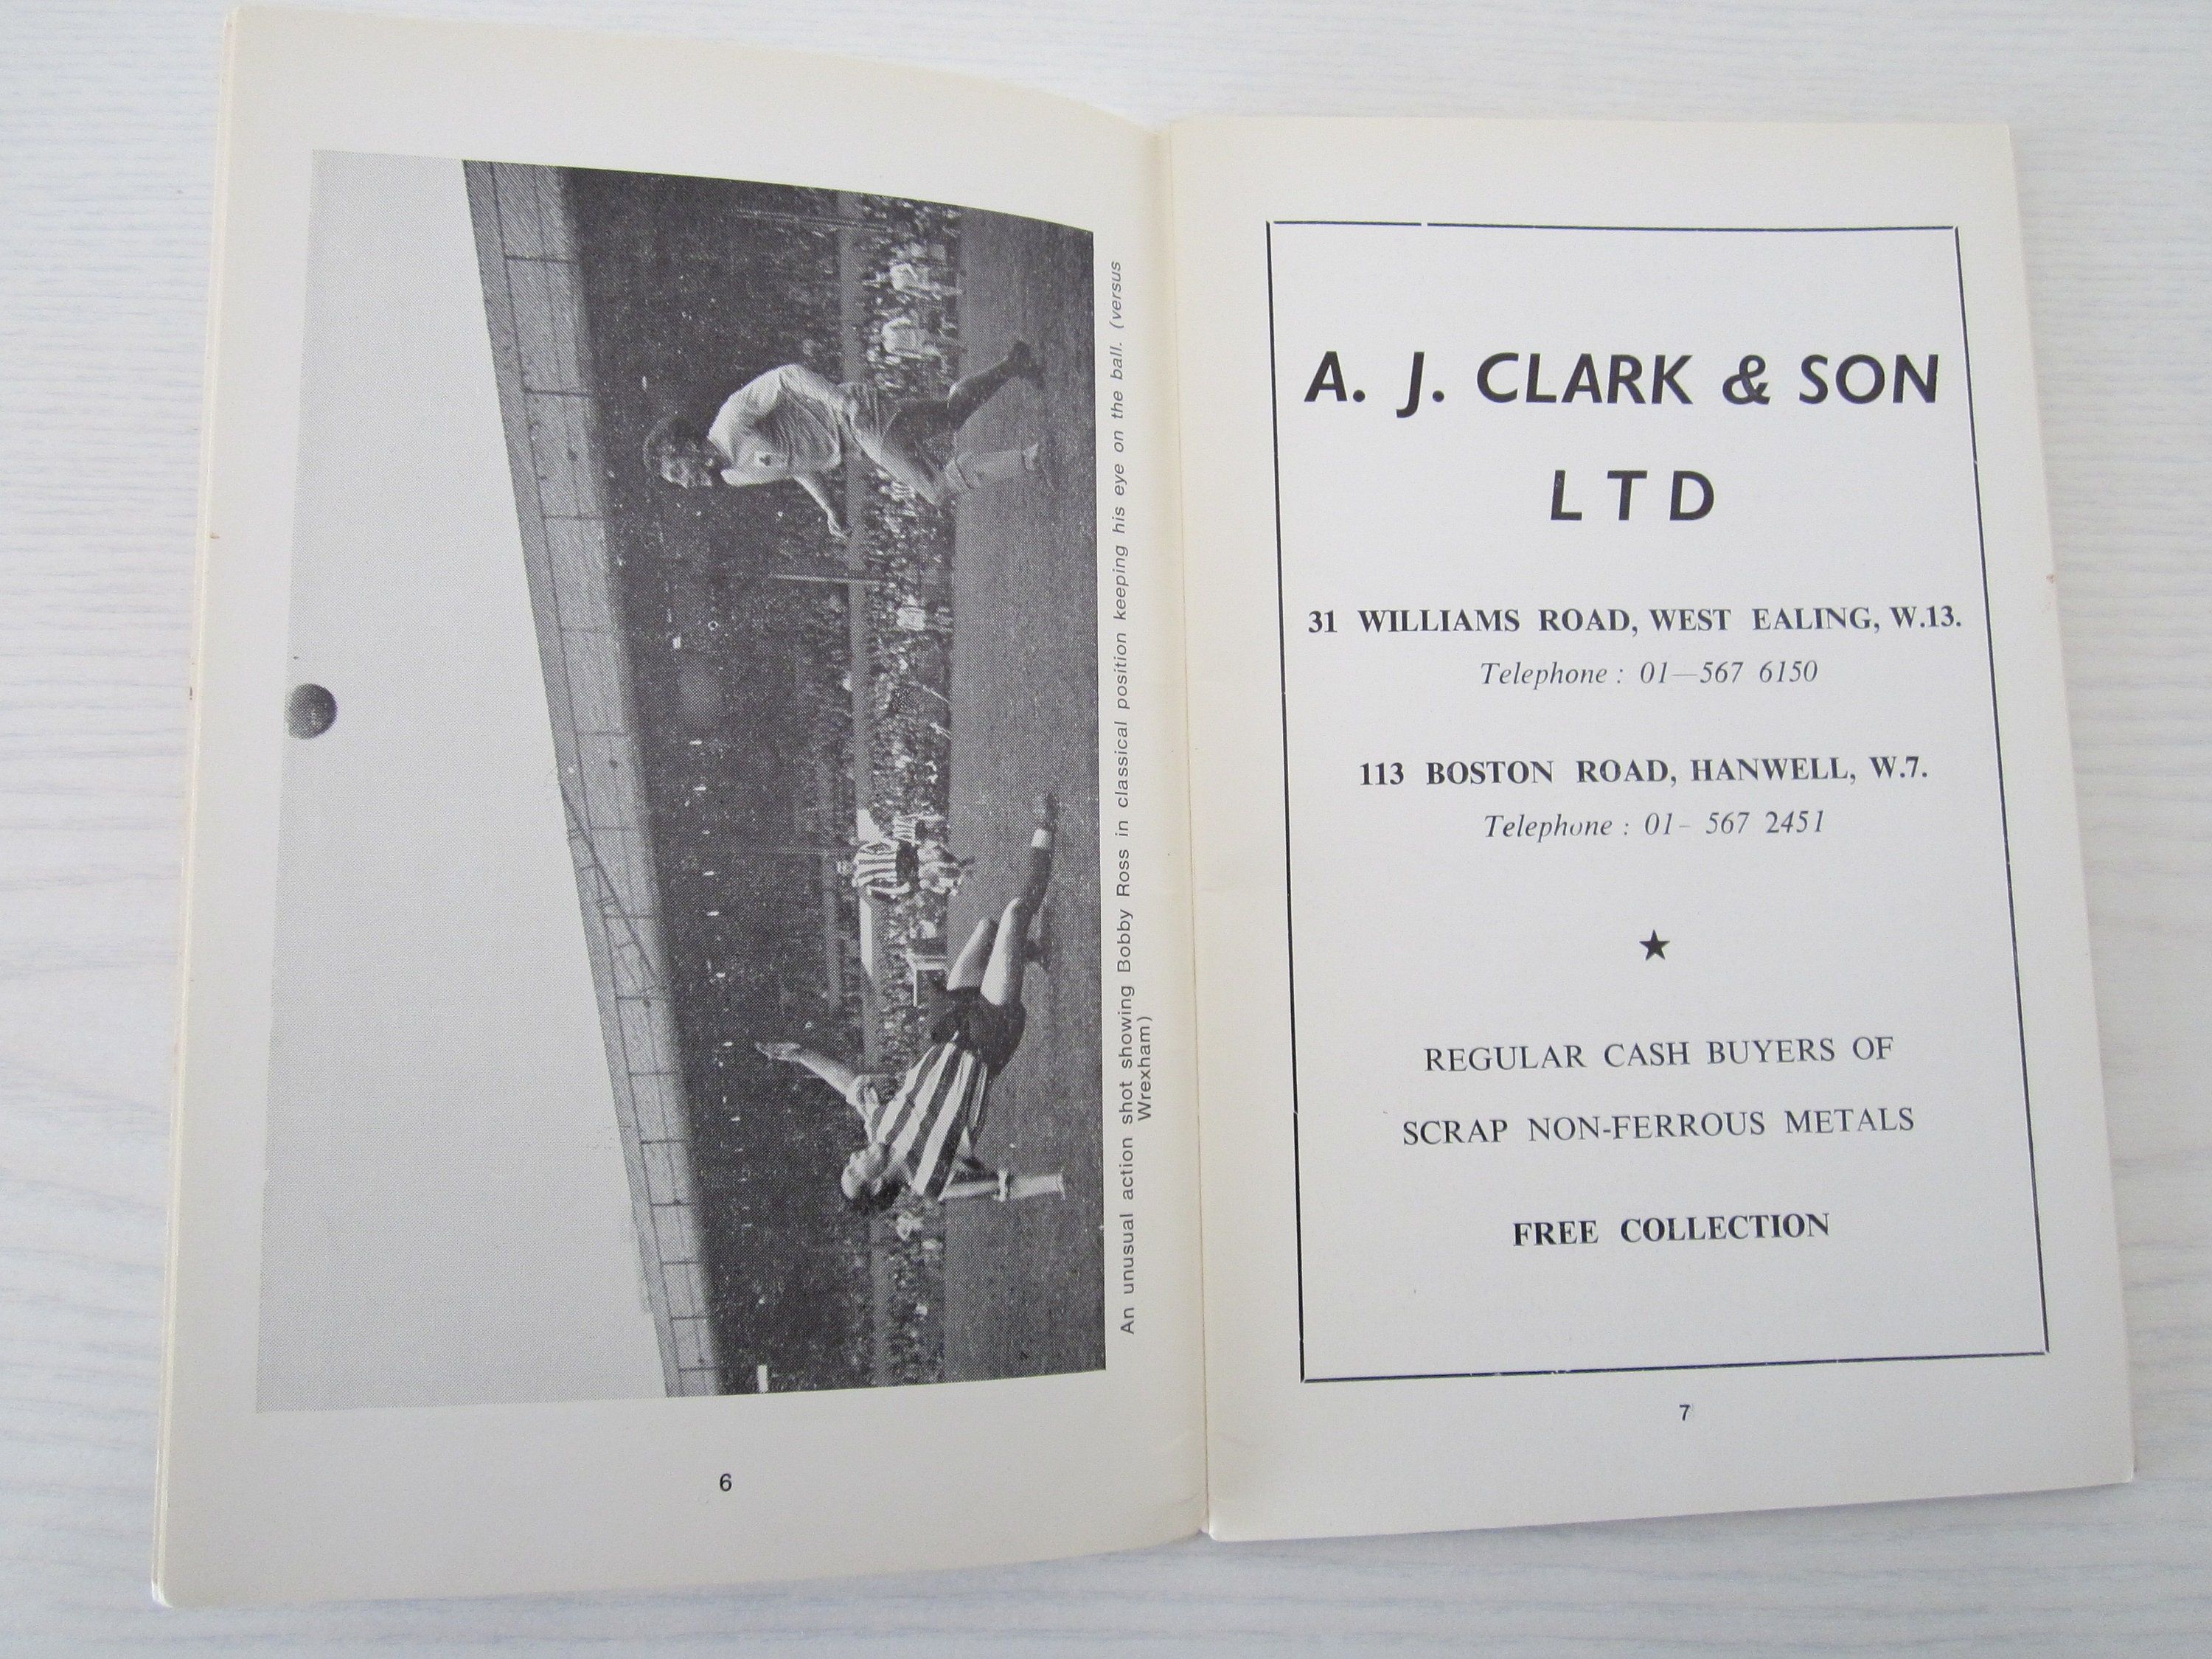 An unusual action shot showing Bobby Ross in classical position keeping his eye on the ball. (versus
Wrexham)
6
A. J. CLARK & SON
LTD
31 WILLIAMS ROAD, WEST EALING, W.13.
Telephone : 01—567 6150
113 BOSTON ROAD, HANWELL, W.7.
Telephone : 01- 567 2451
★
REGULAR CASH BUYERS OF
SCRAP NON-FERROUS METALS
FREE COLLECTION
7